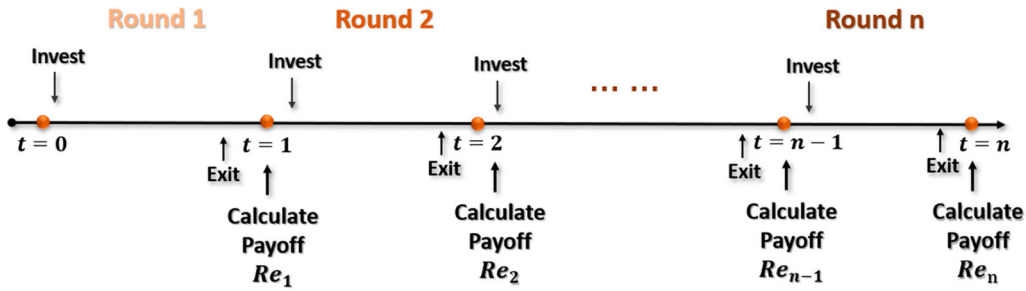 Round 1 Round 2 Round n
Invest Invest Invest Invest
... ...
t = 0 t = 1 t = 2 t = n − 1 t = n
Exit Exit Exit Exit
Calculate Calculate Calculate Calculate
Payoff Payoff Payoff Payoff
Re₁ Re₂ Reₙ₋₁ Reₙ